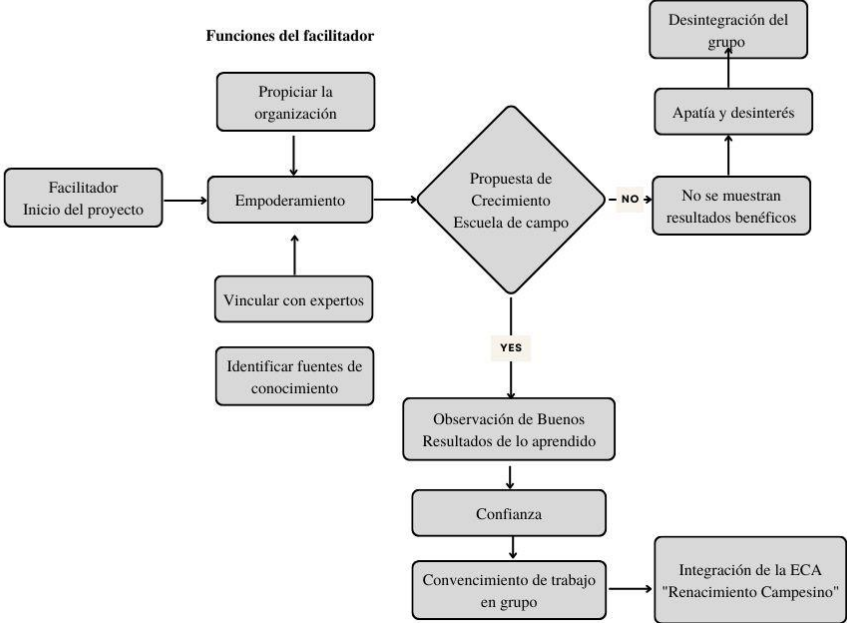 Funciones del facilitador
Propiciar la
organización
Facilitador
Inicio del proyecto
Empoderamiento
Vincular con expertos
Identificar fuentes de
conocimiento
Propuesta de
Crecimiento
Escuela de campo
NO
No se muestran
resultados benéficos
Apatía y desinterés
Desintegración del
grupo
YES
Observación de Buenos
Resultados de lo aprendido
Confianza
Convencimiento de trabajo
en grupo
Integración de la ECA
"Renacimiento Campesino"